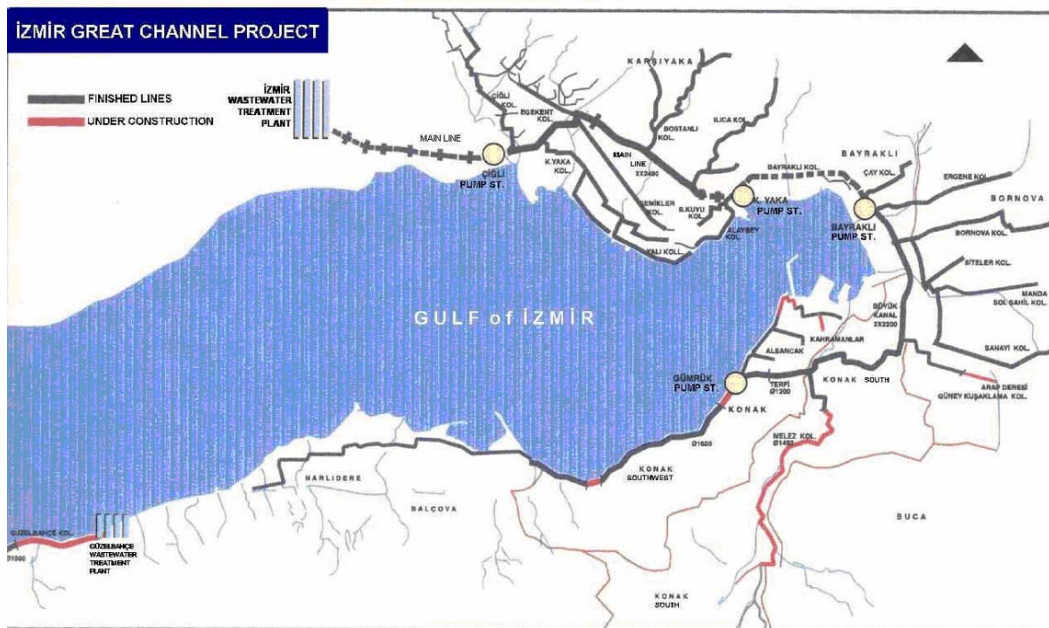 İZMİR GREAT CHANNEL PROJECT
FINISHED LINES
UNDER CONSTRUCTION
İZMİR
WASTEWATER
TREATMENT
PLANT
MAIN LINE
ÇİĞLİ
PUMP ST.
ÇİĞLİ
KOL.
EGEKENT
KOL.
K.YAKA
KOL.
KARŞIYAKA
BOSTANLI
KOL.
ILICA KOL.
MAIN
LINE
2X2400
ŞEMİKLER
KOL.
B.KUYU
KOL.
YALI KOLL.
ALAYBEY
KOL.
K. YAKA
PUMP ST.
BAYRAKLI KOL.
BAYRAKLI
ÇAY KOL.
ERGENE KOL.
BORNOVA
BAYRAKLI
PUMP ST.
BORNOVA KOL.
SİTELER KOL.
MANDA
SOL SAHİL KOL.
SANAYİ KOL.
BÜYÜK
KANAL
2X2200
GULF of İZMİR
KAHRAMANLAR
ALSANCAK
GÜMRÜK
PUMP ST.
TERFİ
Ø1200
KONAK SOUTH
ARAP DERESİ
GÜNEY KUŞAKLAMA KOL.
KONAK
Ø1600
MELEZ KOL.
Ø1400
KONAK
SOUTHWEST
NARLIDERE
BALÇOVA
BUCA
GÜZELBAHÇE KOL.
GÜZELBAHÇE
WASTEWATER
TREATMENT
PLANT
KONAK
SOUTH